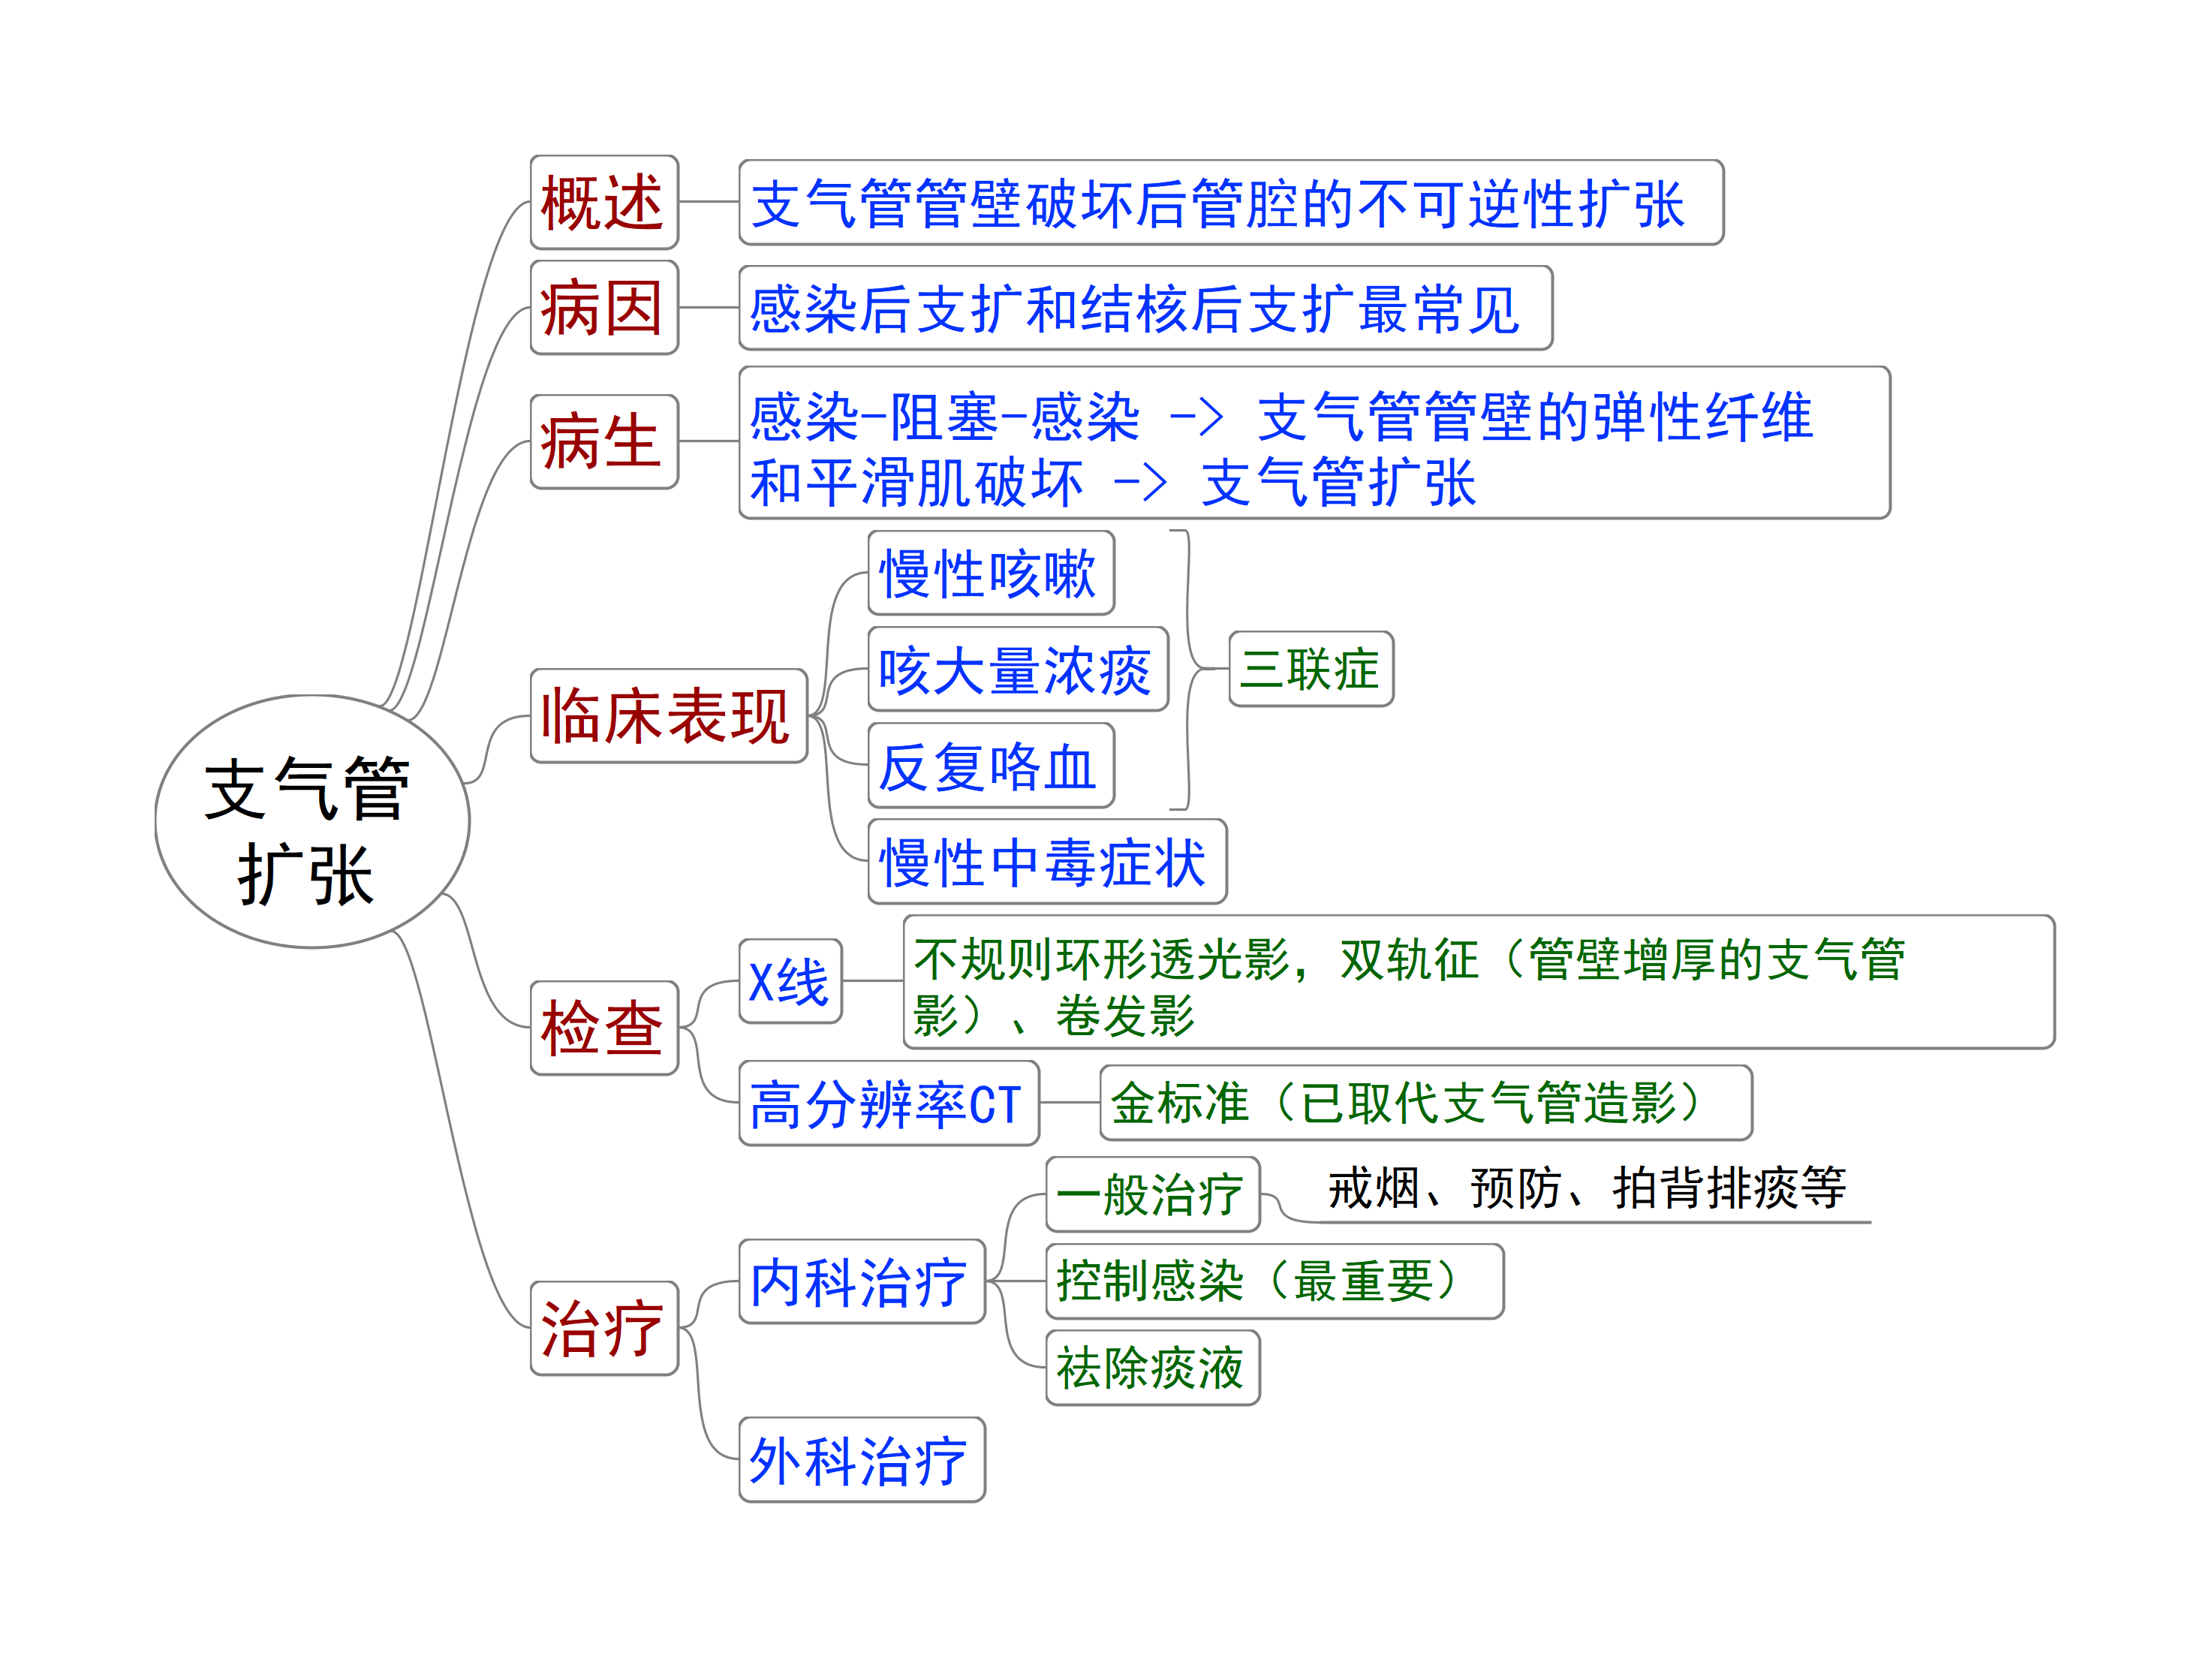 支气管
扩张
概述
支气管管壁破坏后管腔的不可逆性扩张
病因
感染后支扩和结核后支扩最常见
病生
感染-阻塞-感染 -> 支气管管壁的弹性纤维
和平滑肌破坏 -> 支气管扩张
临床表现
慢性咳嗽
咳大量浓痰
反复咯血
三联症
慢性中毒症状
检查
X线
不规则环形透光影，双轨征（管壁增厚的支气管
影）、卷发影
高分辨率CT
金标准（已取代支气管造影）
治疗
内科治疗
一般治疗
戒烟、预防、拍背排痰等
控制感染（最重要）
祛除痰液
外科治疗